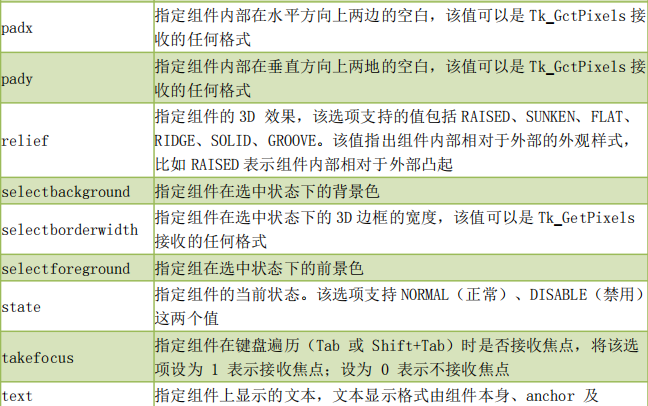 padx
指定组件内部在水平方向上两边的空白，该值可以是 Tk_GctPixels 接
收的任何格式
pady
指定组件内部在垂直方向上两地的空白，该值可以是 Tk_GctPixels 接
收的任何格式
relief
指定组件的 3D 效果，该选项支持的值包括 RAISED、SUNKEN、FLAT、
RIDGE、SOLID、GROOVE。该值指出组件内部相对于外部的外观样式，
比如 RAISED 表示组件内部相对于外部凸起
selectbackground
指定组件在选中状态下的背景色
selectborderwidth
指定组件在选中状态下的 3D 边框的宽度，该值可以是 Tk_GetPixels
接收的任何格式
selectforeground
指定组在选中状态下的前景色
state
指定组件的当前状态。该选项支持 NORMAL（正常）、DISABLE（禁用）
这两个值
takefocus
指定组件在键盘遍历（Tab 或 Shift+Tab）时是否接收焦点，将该选
项设为 1 表示接收焦点；设为 0 表示不接收焦点
text
指定组件上显示的文本，文本显示格式由组件本身、anchor 及